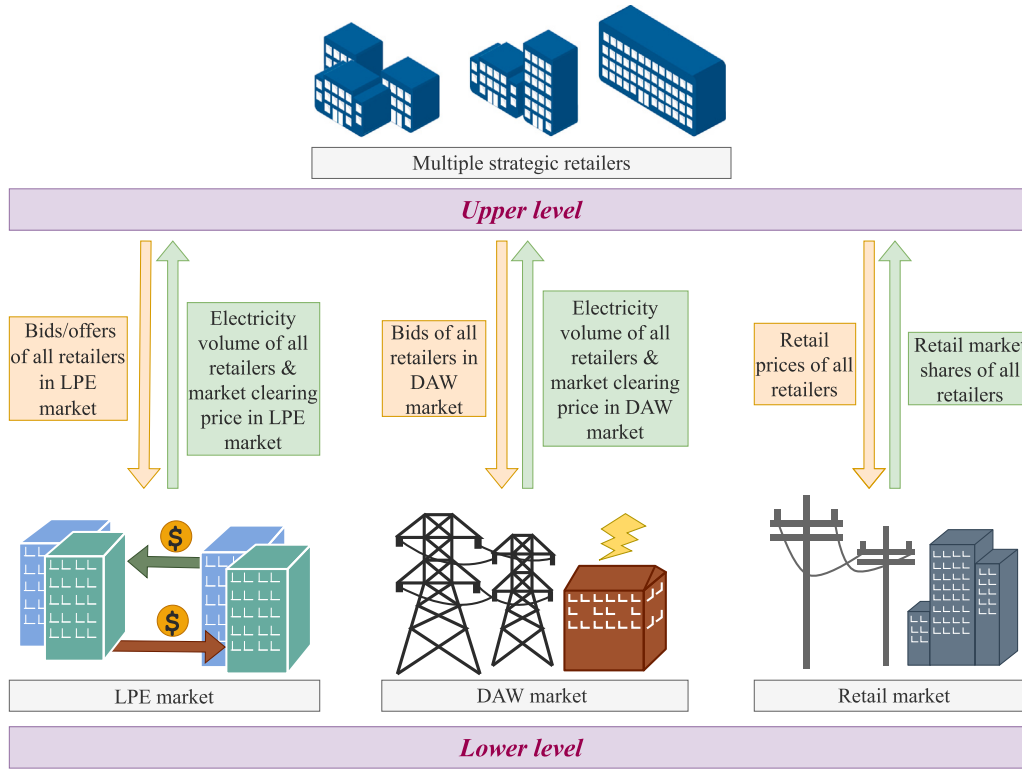 Multiple strategic retailers
Upper level
Bids/offers
of all retailers
in LPE
market
Electricity
volume of all
retailers &
market clearing
price in LPE
market
Bids of all
retailers in
DAW
market
Electricity
volume of all
retailers &
market clearing
price in DAW
market
Retail
prices of all
retailers
Retail market
shares of all
retailers
$
$
LPE market
DAW market
Retail market
Lower level